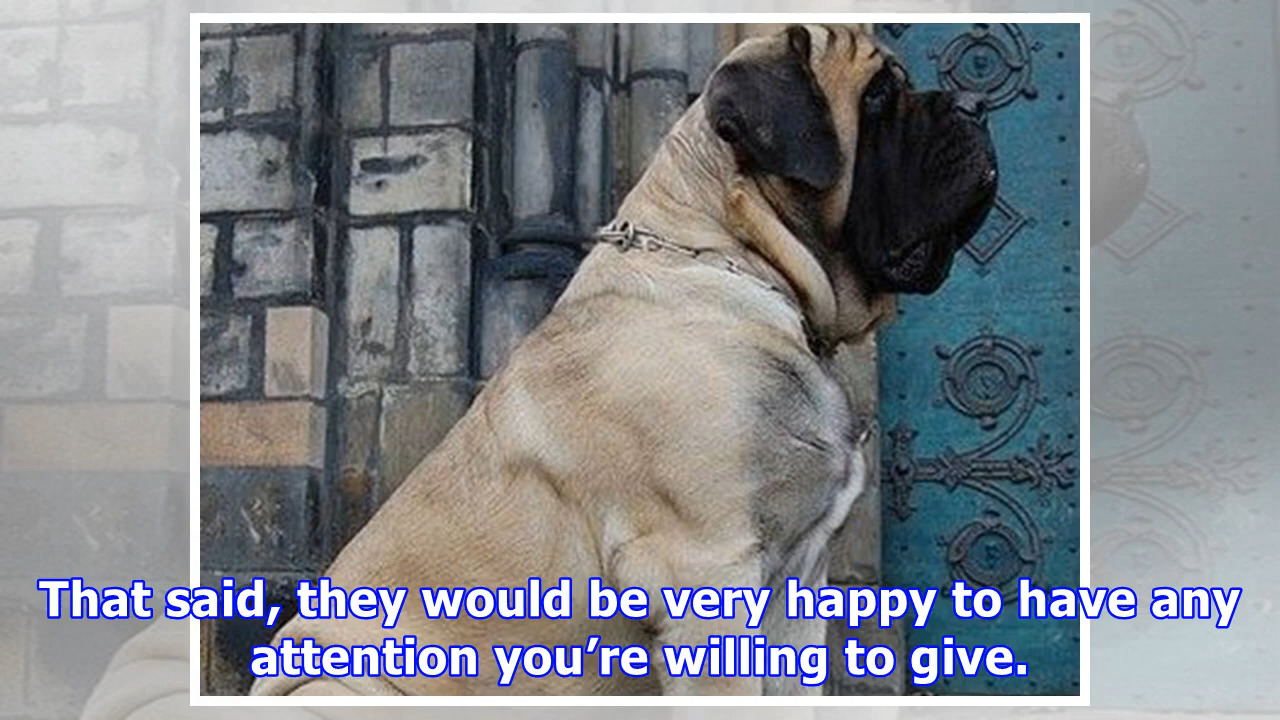 That said, they would be very happy to have any
attention you’re willing to give.